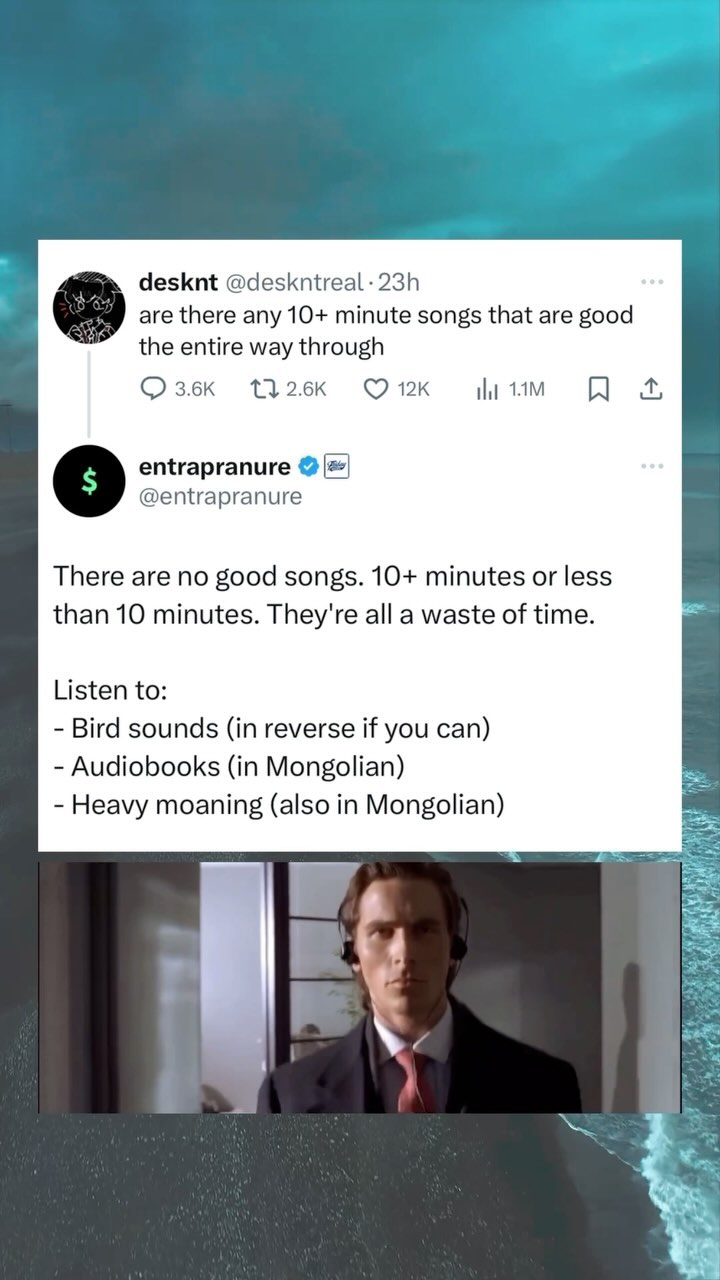 desknt @deskntreal · 23h
are there any 10+ minute songs that are good
the entire way through
3.6K 2.6K 12K 1.1M
$
entrapranure
@entrapranure
There are no good songs. 10+ minutes or less
than 10 minutes. They're all a waste of time.
Listen to:
- Bird sounds (in reverse if you can)
- Audiobooks (in Mongolian)
- Heavy moaning (also in Mongolian)